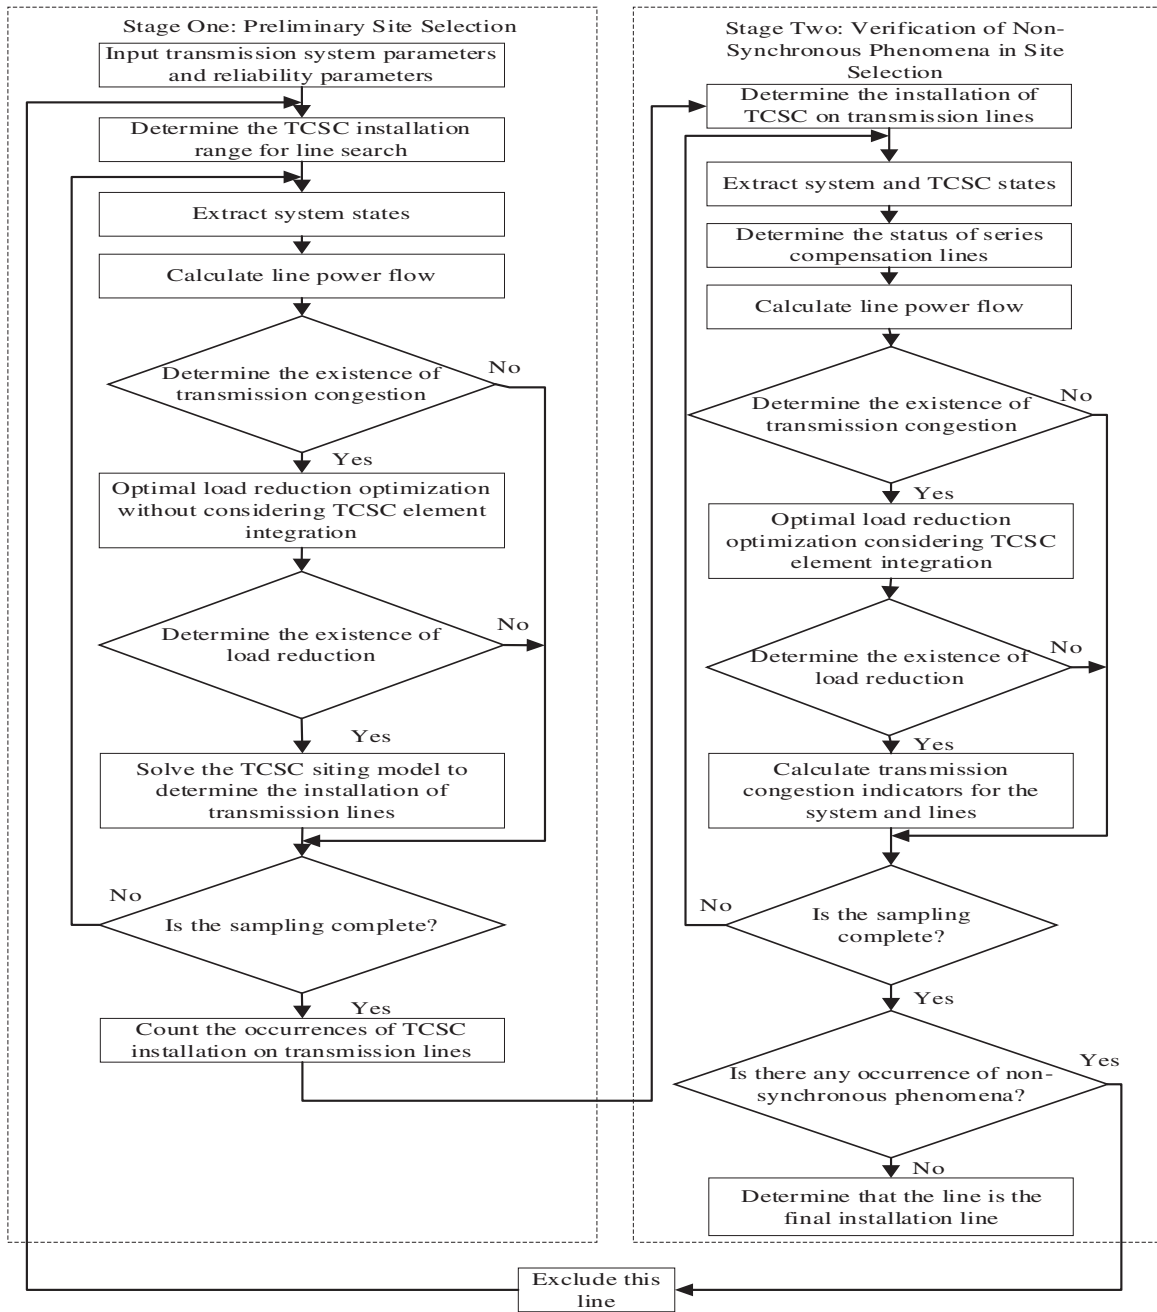 Stage One: Preliminary Site Selection
Input transmission system parameters
and reliability parameters
Determine the TCSC installation
range for line search
Extract system states
Calculate line power flow
Determine the existence of
transmission congestion
No
Yes
Optimal load reduction optimization
without considering TCSC element
integration
Determine the existence of
load reduction
No
Yes
Solve the TCSC siting model to
determine the installation of
transmission lines
No
Is the sampling complete?
Yes
Count the occurrences of TCSC
installation on transmission lines
Stage Two: Verification of Non-
Synchronous Phenomena in Site
Selection
Determine the installation of
TCSC on transmission lines
Extract system and TCSC states
Determine the status of series
compensation lines
Calculate line power flow
Determine the existence of
transmission congestion
No
Yes
Optimal load reduction
optimization considering TCSC
element integration
Determine the existence of
load reduction
No
Yes
Calculate transmission
congestion indicators for the
system and lines
No
Is the sampling
complete?
Yes
Is there any occurrence of non-
synchronous phenomena?
Yes
No
Determine that the line is the
final installation line
Exclude this
line